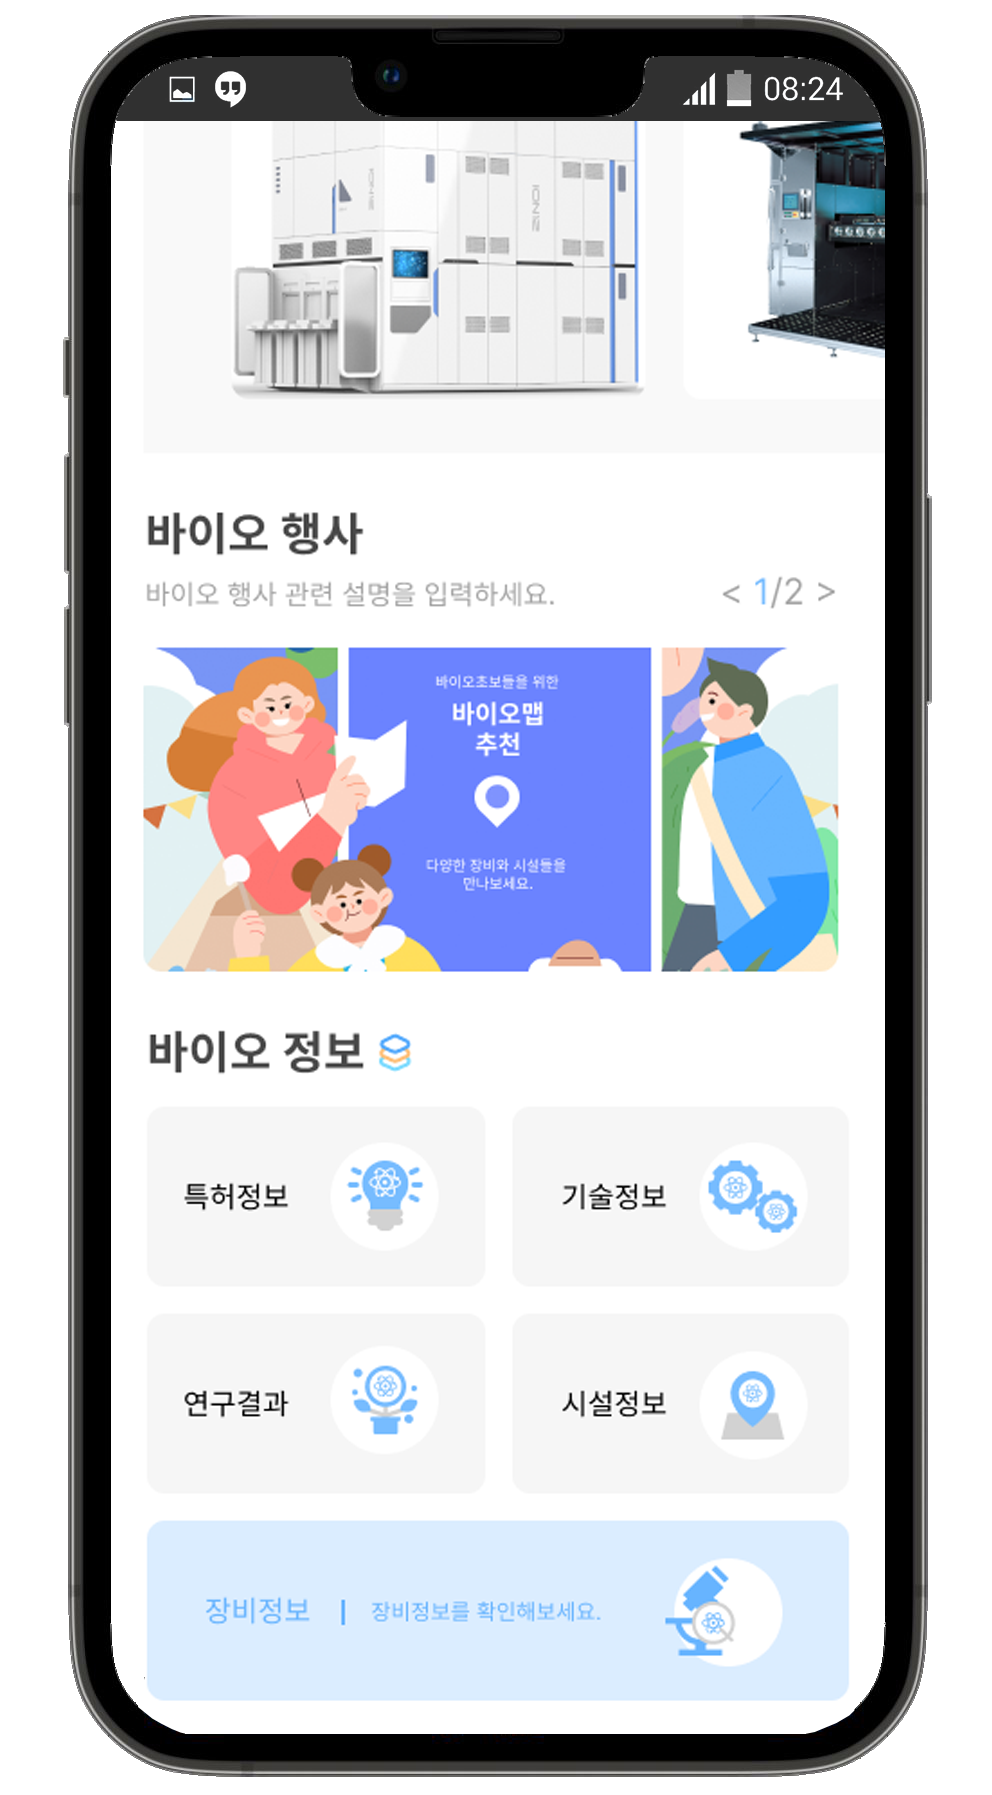 08:24
바이오 행사
바이오 행사 관련 설명을 입력하세요.
< 1/2 >
바이오초보들을 위한
바이오맵
추천
다양한 장비와 시설들을
만나보세요.
바이오 정보
특허정보
기술정보
연구결과
시설정보
장비정보 | 장비정보를 확인해보세요.